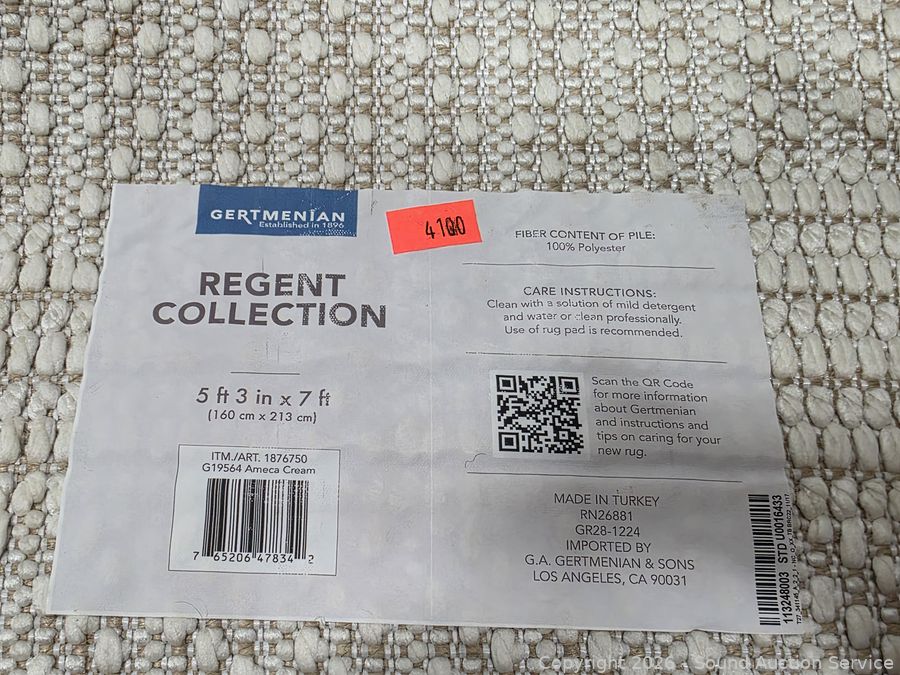 GERTMENIAN
Established in 1896
4100
REGENT
COLLECTION
5 ft 3 in x 7 ft
(160 cm x 213 cm)
ITM./ART. 1876750
G19564 Ameca Cream
7 65206 47834 2
FIBER CONTENT OF PILE:
100% Polyester
CARE INSTRUCTIONS:
Clean with a solution of mild detergent
and water or clean professionally.
Use of rug pad is recommended.
Scan the QR Code
for more information
about Gertmenian
and instructions and
tips on caring for your
new rug.
MADE IN TURKEY
RN26881
GR28-1224
IMPORTED BY
G.A. GERTMENIAN & SONS
LOS ANGELES, CA 90031
113248003 STD U0016433
Copyright 2026 - Sound Auction Service